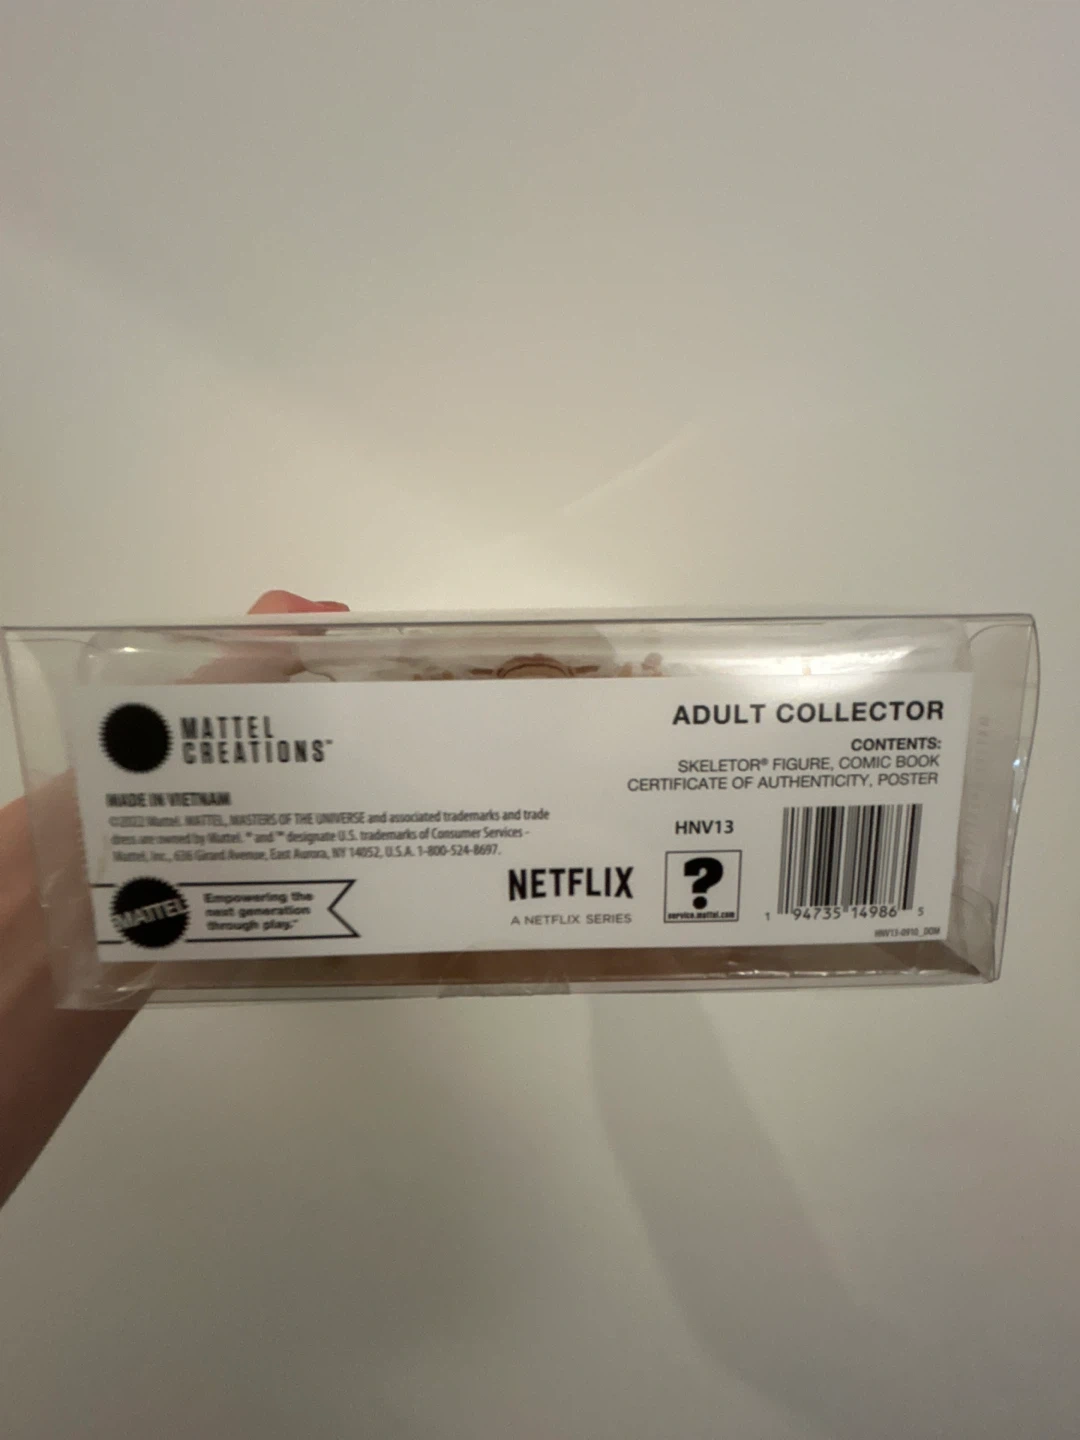 MATTEL
CREATIONS™
MADE IN VIETNAM
©2022 Mattel. MATTEL, MASTERS OF THE UNIVERSE and associated trademarks and trade
dress are owned by Mattel. ® and ™ designate U.S. trademarks of Consumer Services -
Mattel, Inc., 636 Girard Avenue, East Aurora, NY 14052, U.S.A. 1-800-524-8697.
MATTEL
Empowering the
next generation
through play.™
NETFLIX
A NETFLIX SERIES
ADULT COLLECTOR
CONTENTS:
SKELETOR® FIGURE, COMIC BOOK
CERTIFICATE OF AUTHENTICITY, POSTER
HNV13
?
service.mattel.com
1 94735 14986 5
HNV13-0910_DOM